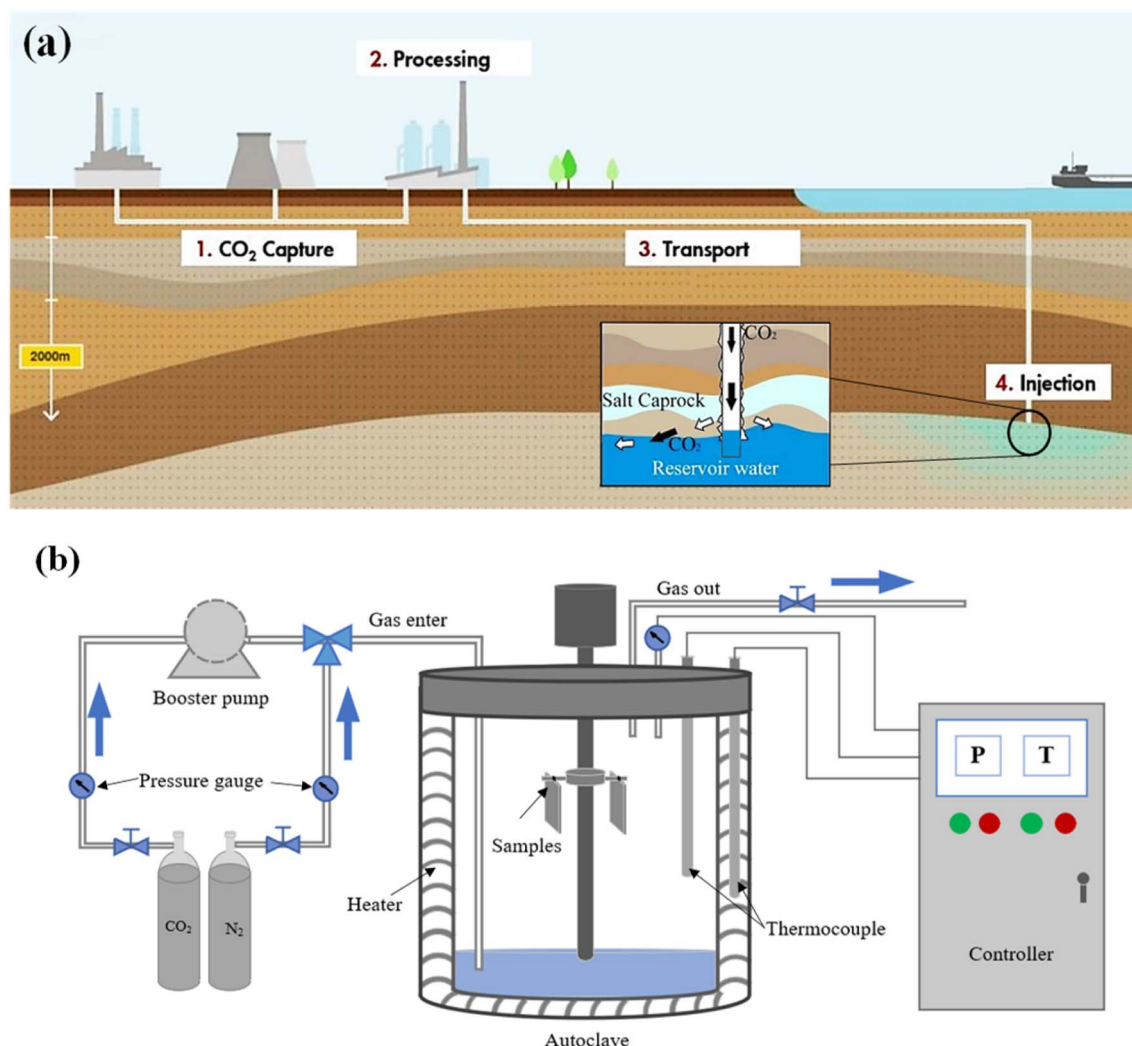 (a)
2. Processing
1. CO₂ Capture
3. Transport
2000m
CO₂
4. Injection
Salt Caprock
CO₂
Reservoir water
(b)
Gas out
Gas enter
Booster pump
P T
Pressure gauge
Samples
Heater
CO₂ N₂
Thermocouple
Controller
Autoclave